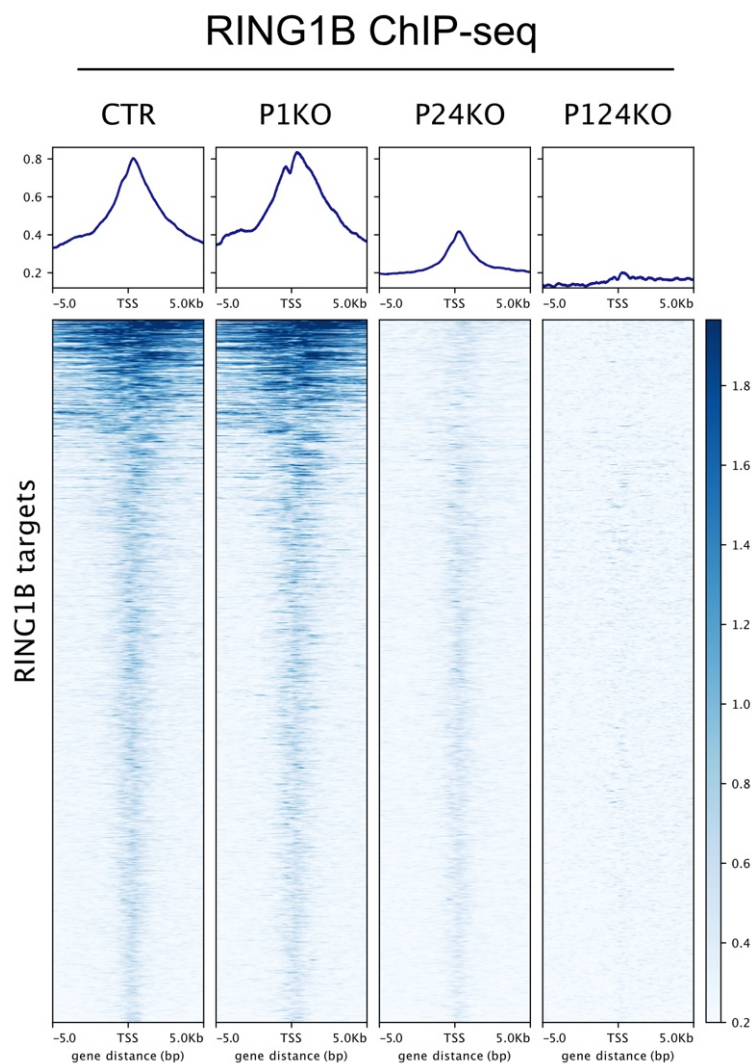 RING1B ChIP-seq
CTR P1KO P24KO P124KO
0.8
0.6
0.4
0.2
−5.0 TSS 5.0Kb −5.0 TSS 5.0Kb −5.0 TSS 5.0Kb −5.0 TSS 5.0Kb
RING1B targets
1.8
1.6
1.4
1.2
1.0
0.8
0.6
0.4
0.2
−5.0 TSS 5.0Kb −5.0 TSS 5.0Kb −5.0 TSS 5.0Kb −5.0 TSS 5.0Kb
gene distance (bp) gene distance (bp) gene distance (bp) gene distance (bp)